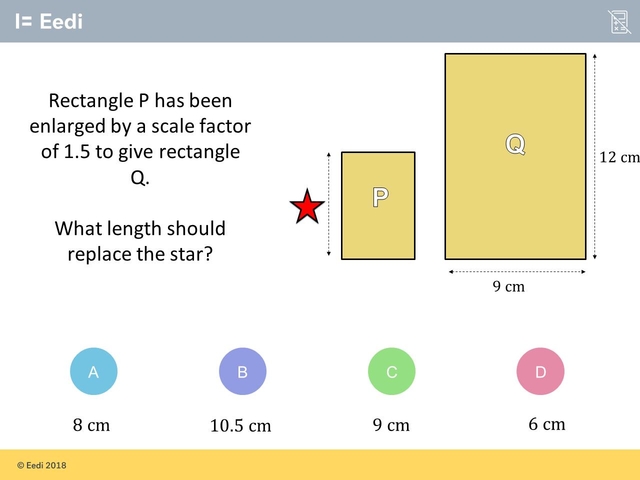 I= Eedi
Rectangle P has been
enlarged by a scale factor
of 1.5 to give rectangle
Q.
What length should
replace the star?
P
Q
12 cm
9 cm
A
B
C
D
8 cm
10.5 cm
9 cm
6 cm
© Eedi 2018